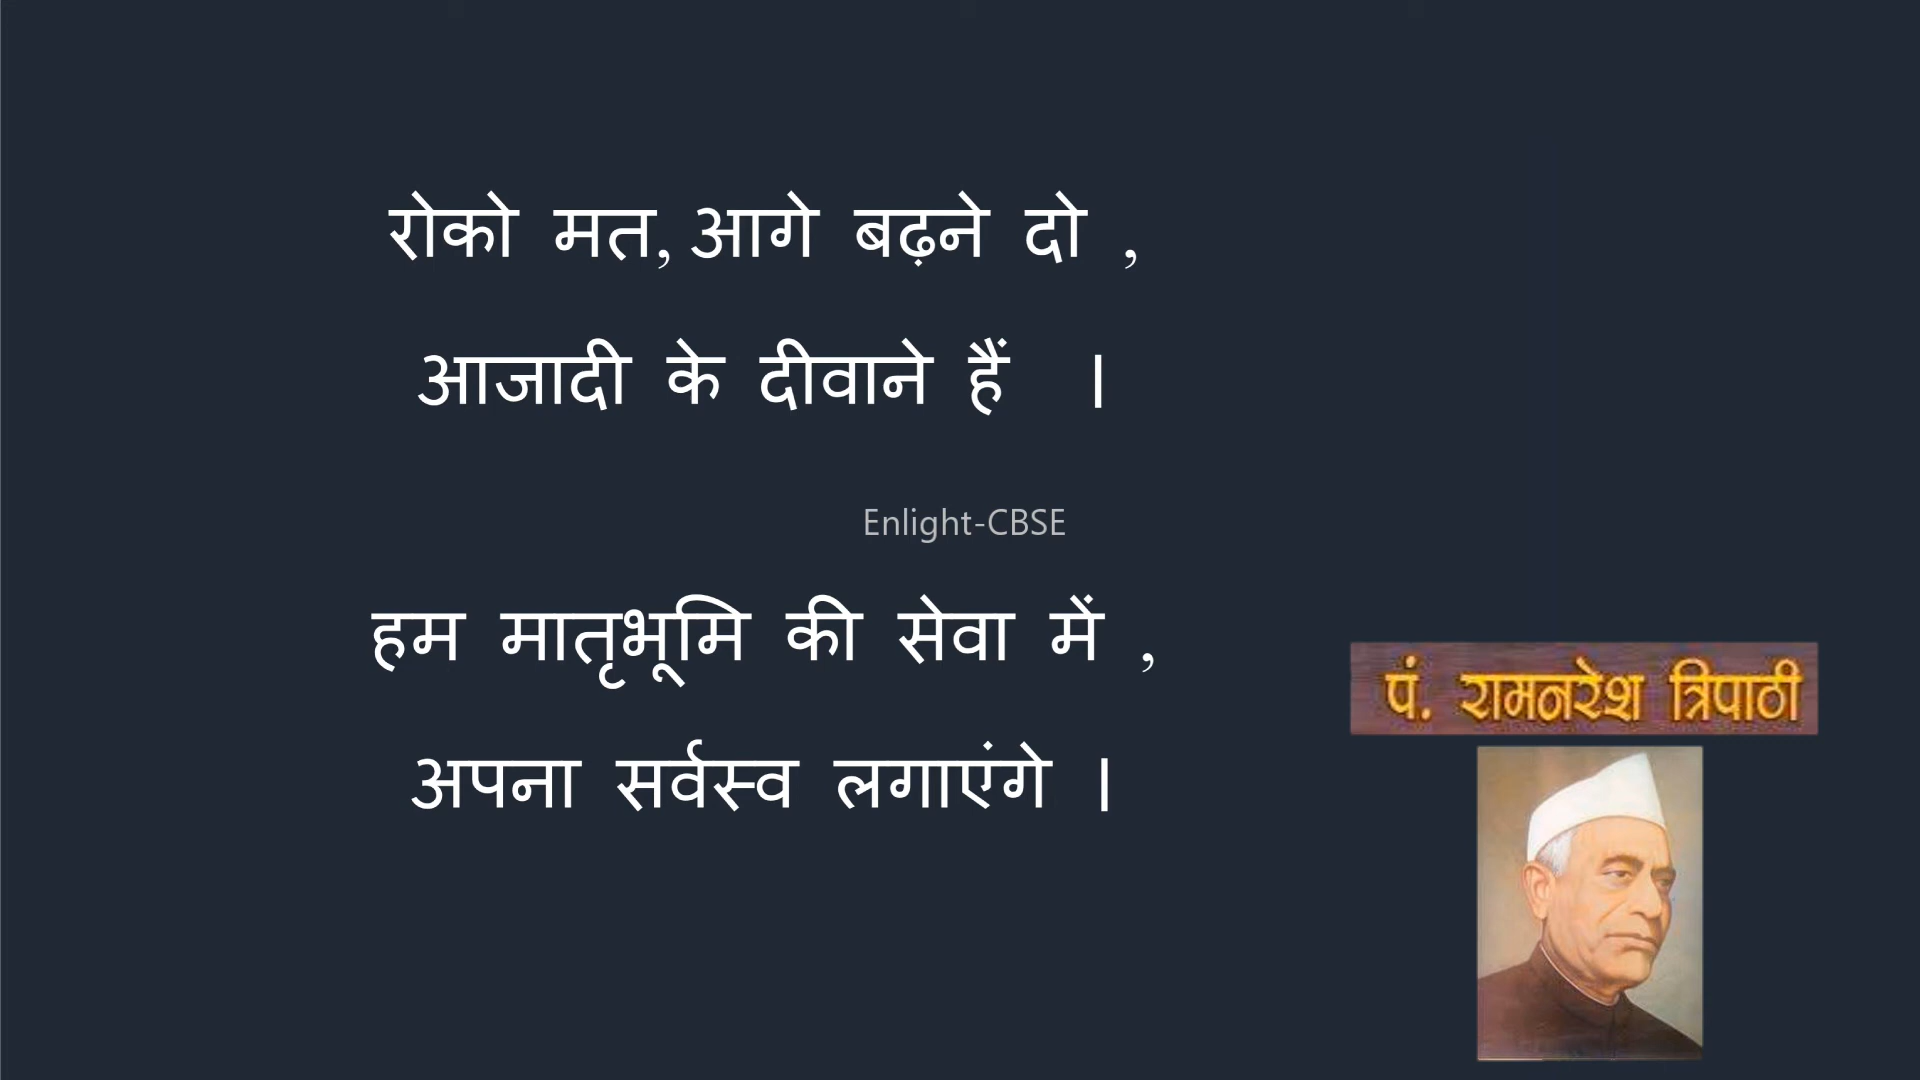 रोको मत, आगे बढ़ने दो ,
आजादी के दीवाने हैं ।
Enlight-CBSE
हम मातृभूमि की सेवा में ,
अपना सर्वस्व लगाएंगे ।
पं. रामनरेश त्रिपाठी